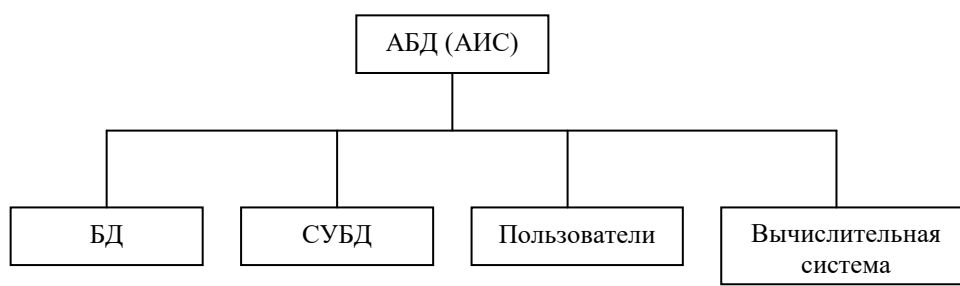 АБД (АИС)
БД
СУБД
Пользователи
Вычислительная
система